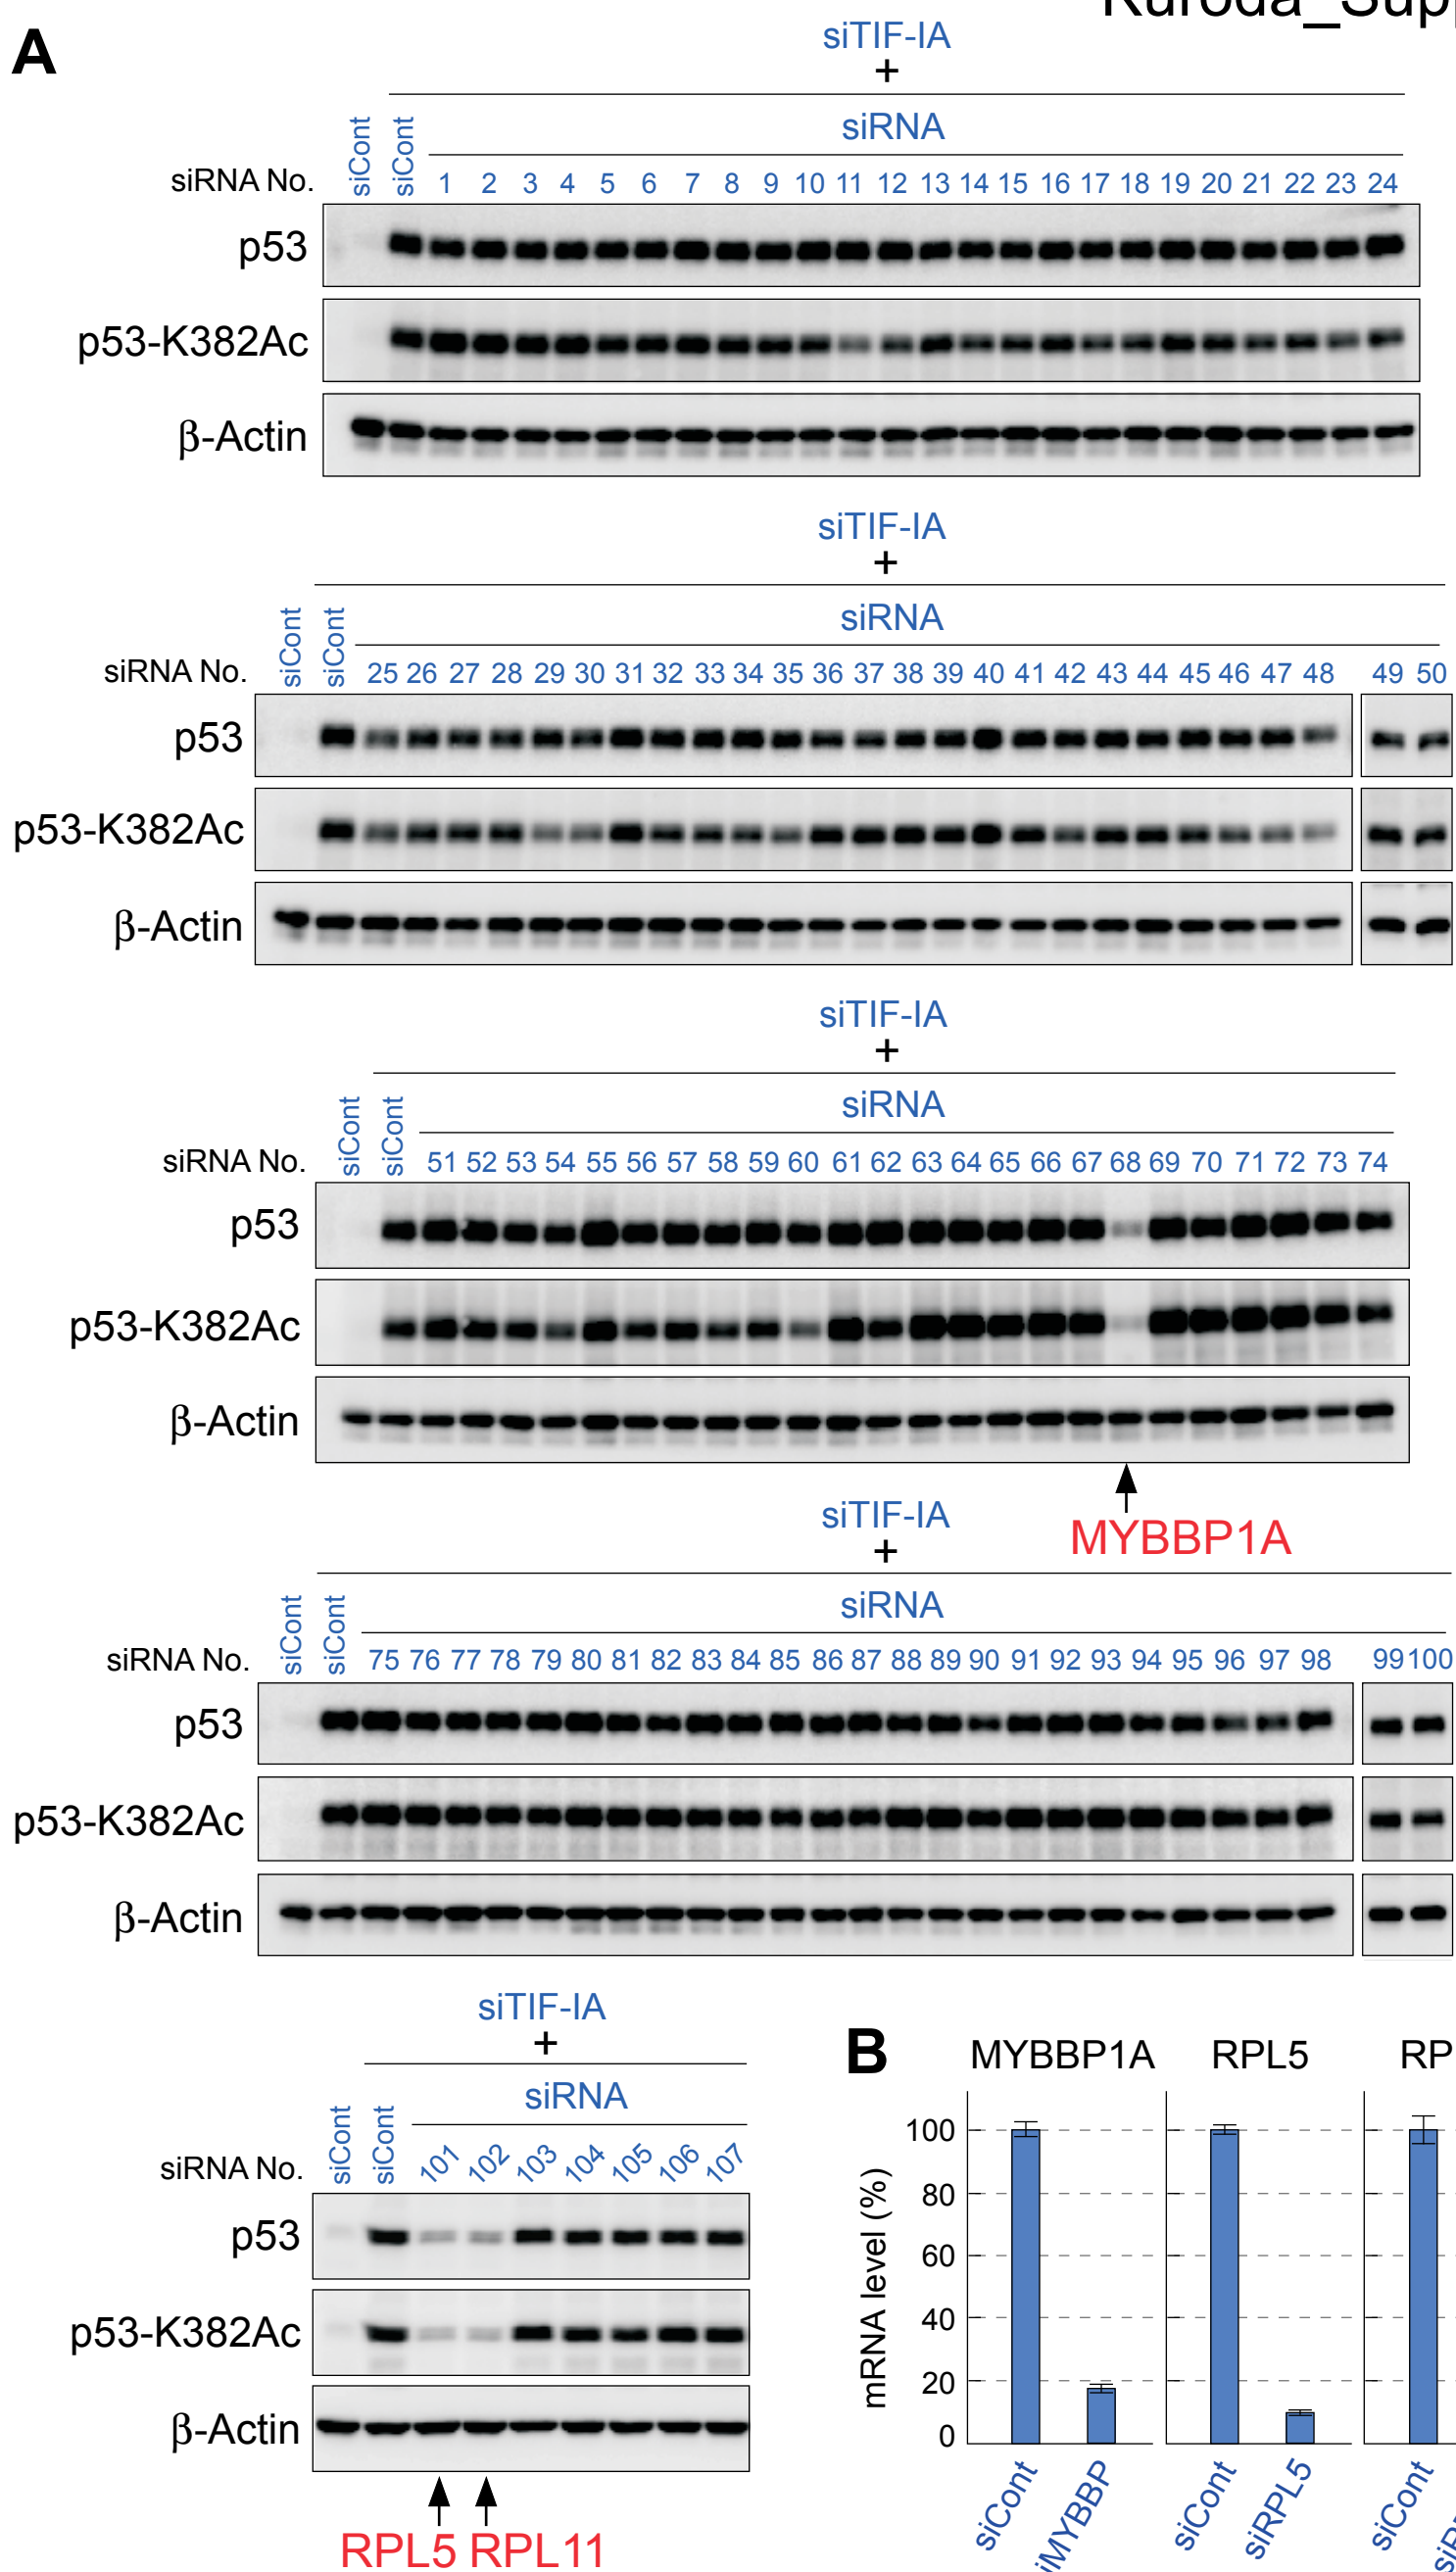 Kuroda_Supp
A
siTIF-IA
+
siCont siCont siRNA
siRNA No. 1 2 3 4 5 6 7 8 9 10 11 12 13 14 15 16 17 18 19 20 21 22 23 24
p53
p53-K382Ac
β-Actin
siTIF-IA
+
siCont siCont siRNA
siRNA No. 25 26 27 28 29 30 31 32 33 34 35 36 37 38 39 40 41 42 43 44 45 46 47 48 49 50
p53
p53-K382Ac
β-Actin
siTIF-IA
+
siCont siCont siRNA
siRNA No. 51 52 53 54 55 56 57 58 59 60 61 62 63 64 65 66 67 68 69 70 71 72 73 74
p53
p53-K382Ac
β-Actin
MYBBP1A
siTIF-IA
+
siCont siCont siRNA
siRNA No. 75 76 77 78 79 80 81 82 83 84 85 86 87 88 89 90 91 92 93 94 95 96 97 98 99 100
p53
p53-K382Ac
β-Actin
siTIF-IA
+
siCont siCont siRNA
siRNA No. 101 102 103 104 105 106 107
p53
p53-K382Ac
β-Actin
RPL5 RPL11
B
MYBBP1A RPL5 RP
mRNA level (%)
100
80
60
40
20
0
siCont iMYBBP siCont siRPL5 siCont